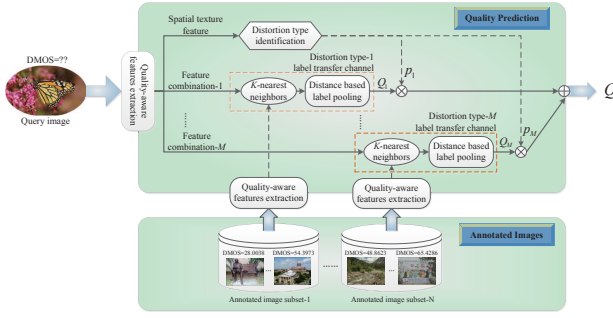 Quality Prediction
Spatial texture
feature
Distortion type
identification
DMOS=??
Query image
Quality-aware
features extraction
Feature
combination-1
Distortion type-1
label transfer channel
K-nearest
neighbors
Distance based
label pooling
Q1
p1
Q
......
Feature
combination-M
Distortion type-M
label transfer channel
K-nearest
neighbors
Distance based
label pooling
QM
pM
Quality-aware
features extraction
Quality-aware
features extraction
Annotated Images
DMOS=28.0038
DMOS=54.3973
DMOS=48.8623
DMOS=65.4286
...
......
...
Annotated image subset-1
Annotated image subset-N